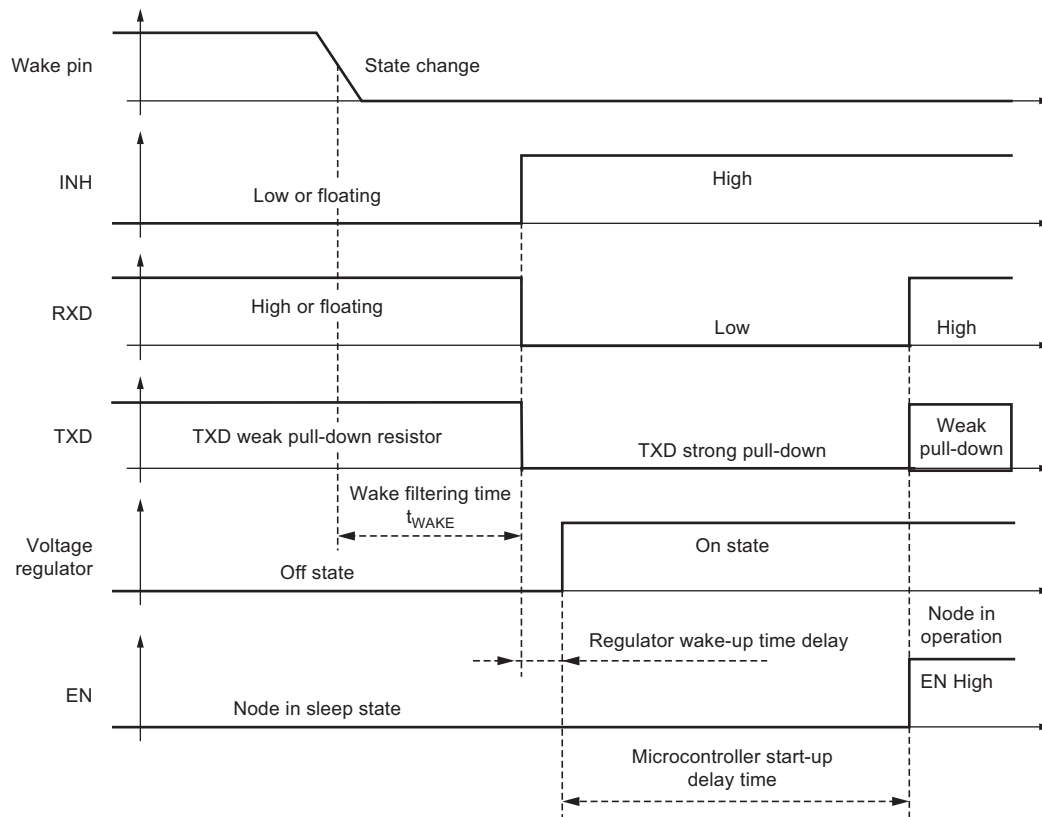 Wake pin
State change
INH
Low or floating
High
RXD
High or floating
Low
High
TXD
TXD weak pull-down resistor
TXD strong pull-down
Weak
pull-down
Wake filtering time
tWAKE
Voltage
regulator
Off state
On state
Regulator wake-up time delay
Node in
operation
EN
Node in sleep state
EN High
Microcontroller start-up
delay time